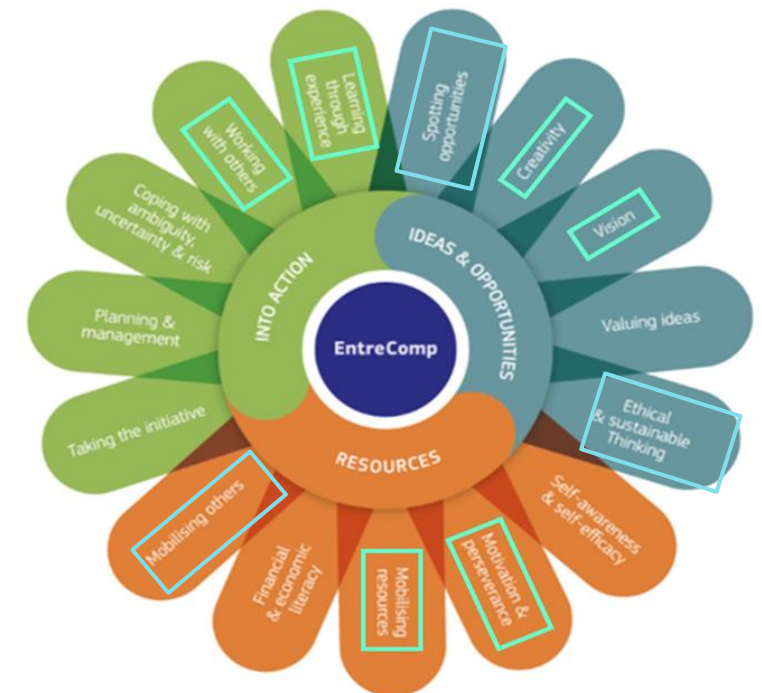 EntreComp
IDEAS & OPPORTUNITIES
Spotting
opportunities
Creativity
Vision
Valuing ideas
Ethical
& sustainable
Thinking
RESOURCES
Self-awareness
& self-efficacy
Motivation &
perseverance
Mobilising
resources
Financial
& economic
literacy
Mobilising others
INTO ACTION
Taking the initiative
Planning &
management
Coping with
ambiguity,
uncertainty & risk
Working
with others
Learning
through
experience